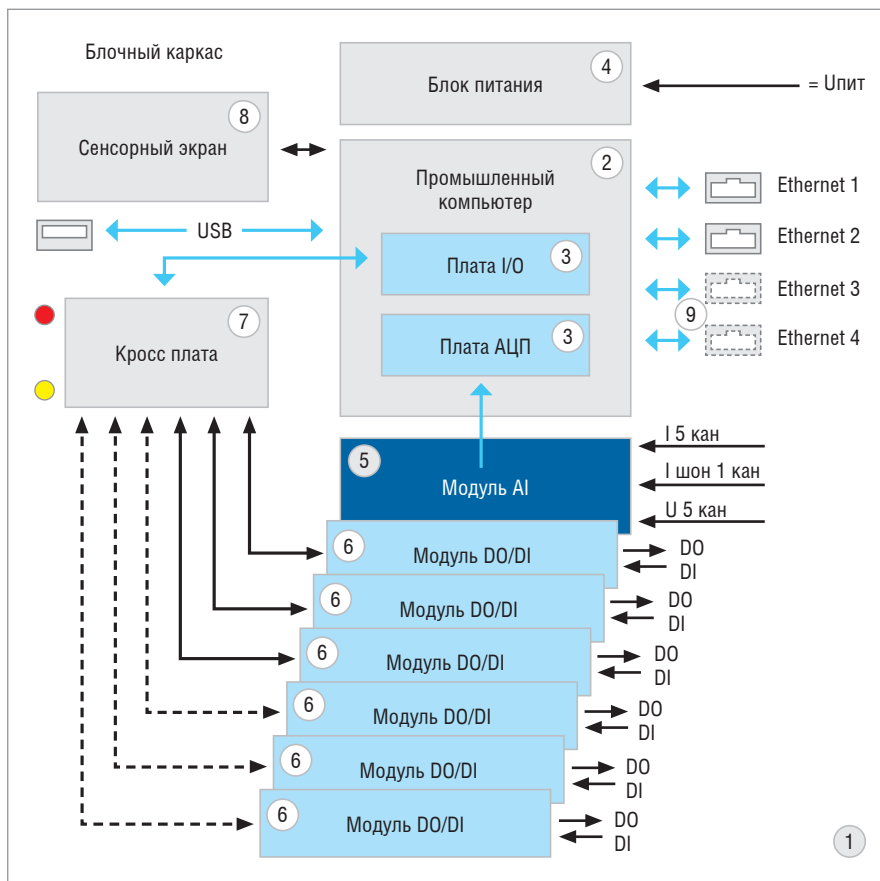 Блочный каркас
4
Блок питания
= Uпит
8
Сенсорный экран
2
Промышленный
компьютер
Ethernet 1
USB
Ethernet 2
Плата I/O
3
Ethernet 3
9
7
Кросс плата
Плата АЦП
3
Ethernet 4
5
Модуль AI
I 5 кан
I шон 1 кан
U 5 кан
6
Модуль DO/DI
DO
DI
6
Модуль DO/DI
DO
DI
6
Модуль DO/DI
DO
DI
6
Модуль DO/DI
DO
DI
6
Модуль DO/DI
DO
DI
6
Модуль DO/DI
DO
DI
1